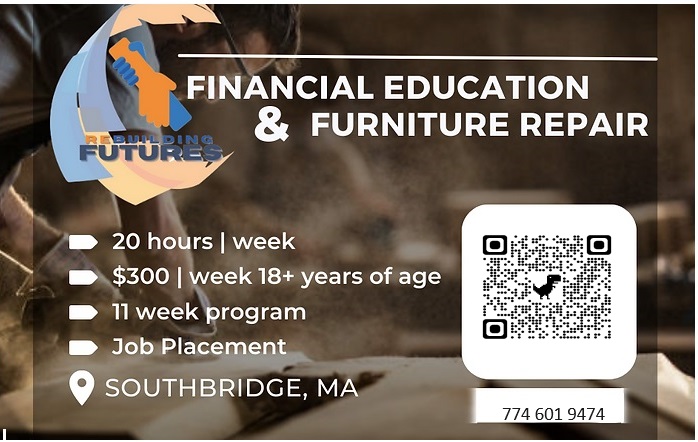 FINANCIAL EDUCATION
& FURNITURE REPAIR
REBUILDING
FUTURES
20 hours | week
$300 | week 18+ years of age
11 week program
Job Placement
SOUTHBRIDGE, MA
774 601 9474